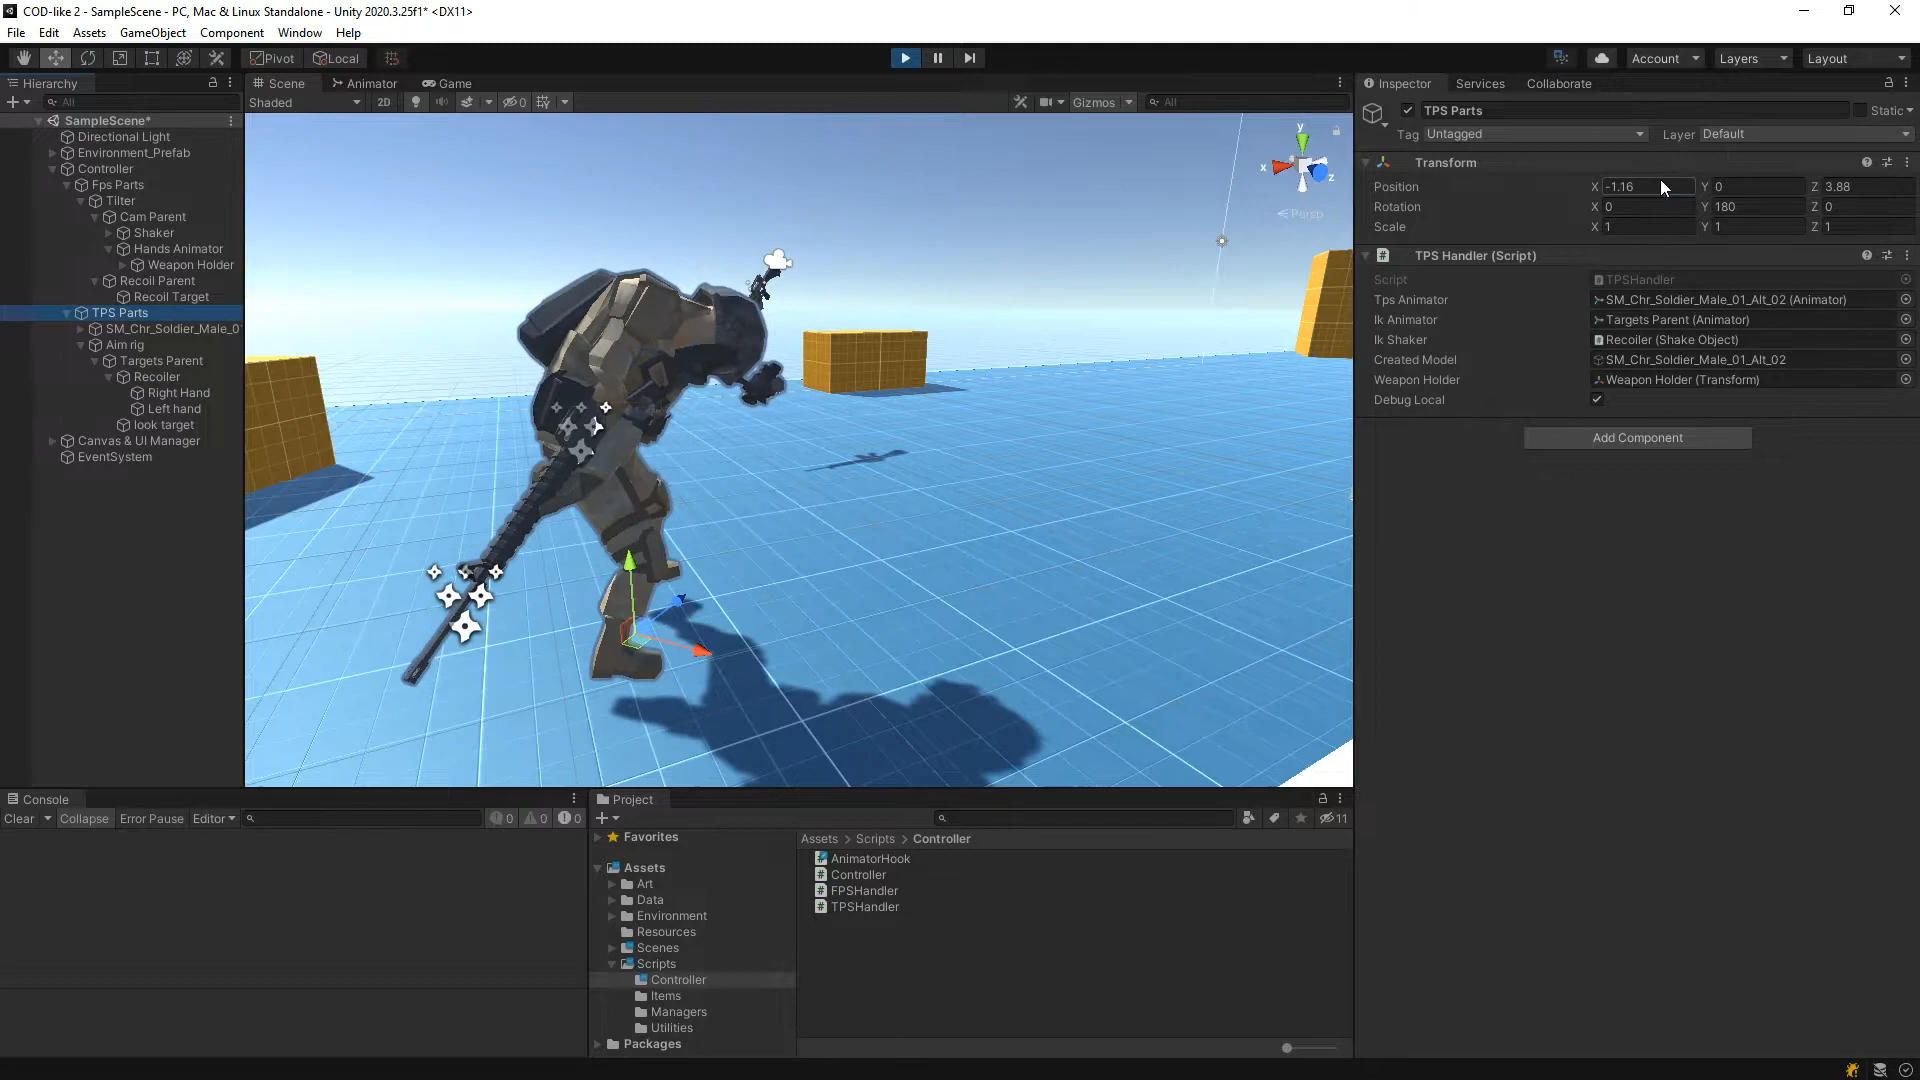 COD-like 2 - SampleScene - PC, Mac & Linux Standalone - Unity 2020.3.25f1* <DX11>
File Edit Assets GameObject Component Window Help
Pivot Local Account Layers Layout
Hierarchy
All
SampleScene*
Directional Light
Environment_Prefab
Controller
Fps Parts
Tilter
Cam Parent
Shaker
Hands Animator
Weapon Holder
Recoil Parent
Recoil Target
TPS Parts
SM_Chr_Soldier_Male_0
Aim rig
Targets Parent
Recoiler
Right Hand
Left hand
look target
Canvas & UI Manager
EventSystem
Scene Animator Game
Shaded 2D 0 Gizmos All
y
x
z
Persp
Inspector Services Collaborate
TPS Parts Static
Tag Untagged Layer Default
Transform
Position X -1.16 Y 0 Z 3.88
Rotation X 0 Y 180 Z 0
Scale X 1 Y 1 Z 1
TPS Handler (Script)
Script TPSHandler
Tps Animator SM_Chr_Soldier_Male_01_Alt_02 (Animator)
Ik Animator Targets Parent (Animator)
Ik Shaker Recoiler (Shake Object)
Created Model SM_Chr_Soldier_Male_01_Alt_02
Weapon Holder Weapon Holder (Transform)
Debug Local
Add Component
Console
Clear Collapse Error Pause Editor 0 0 0
Project
11
Favorites
Assets
Art
Data
Environment
Resources
Scenes
Scripts
Controller
Items
Managers
Utilities
Packages
Assets > Scripts > Controller
AnimatorHook
Controller
FPSHandler
TPSHandler